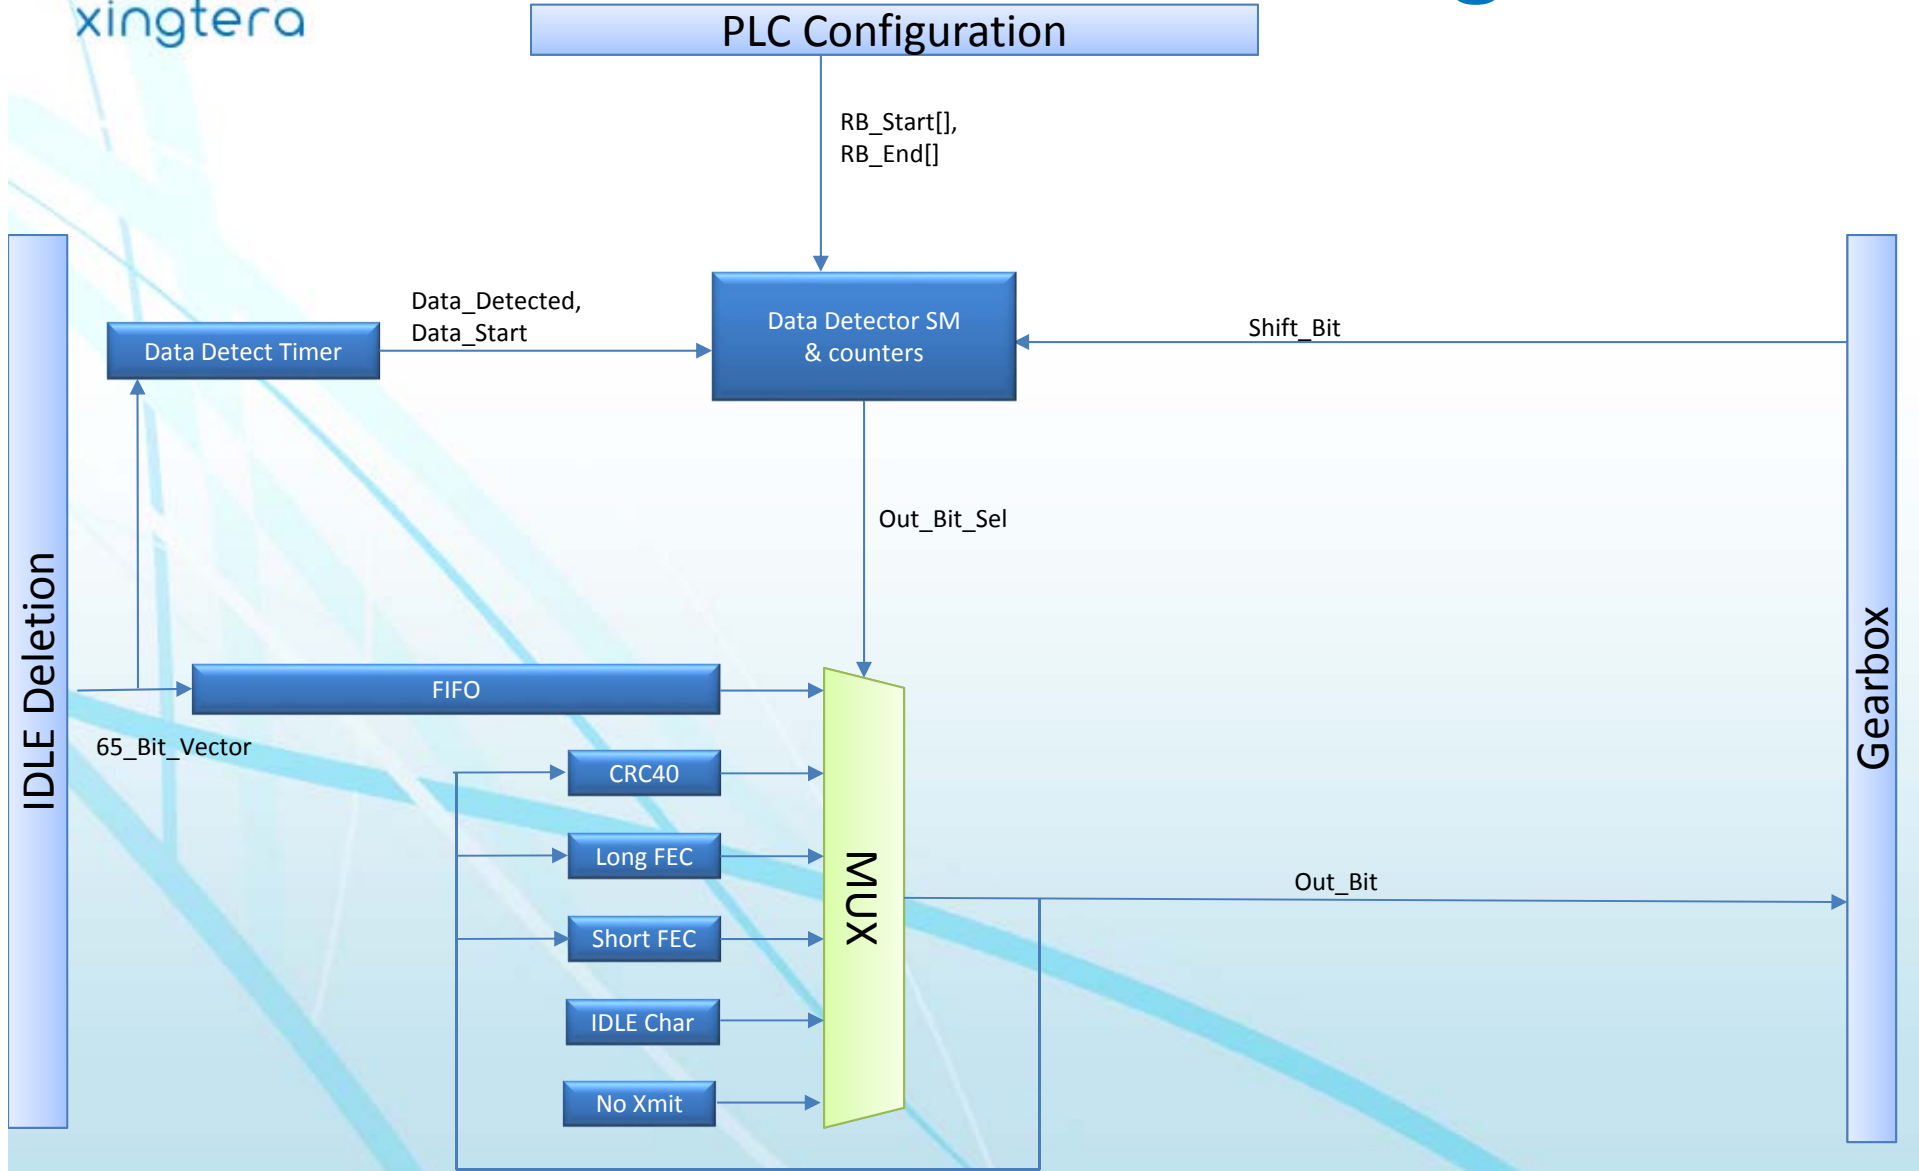 xingtera
PLC Configuration
RB_Start[],
RB_End[]
Data_Detected,
Data_Start
Data Detect Timer
Data Detector SM
& counters
Shift_Bit
Out_Bit_Sel
IDLE Deletion
FIFO
65_Bit_Vector
CRC40
Long FEC
Short FEC
IDLE Char
No Xmit
MUX
Out_Bit
Gearbox